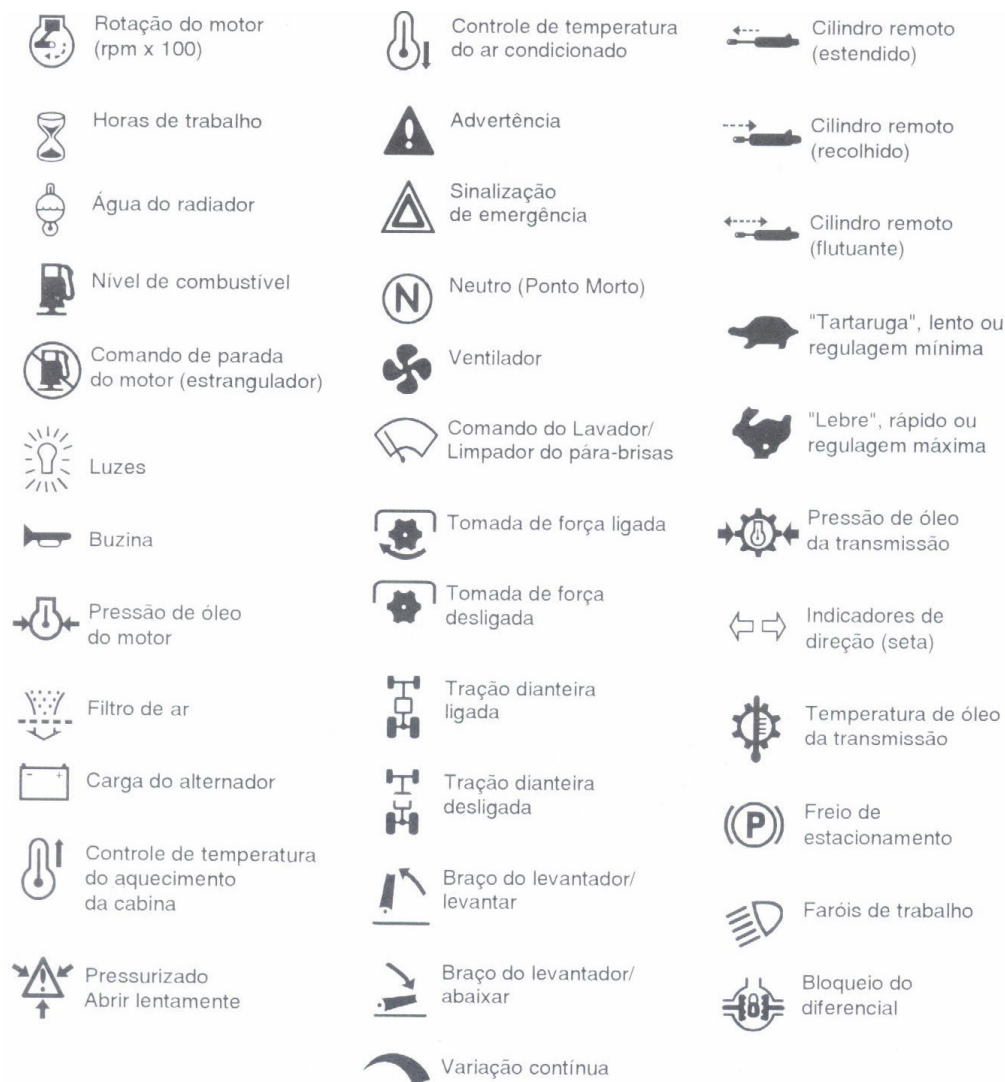 Rotação do motor
(rpm x 100)
Horas de trabalho
Água do radiador
Nível de combustível
Comando de parada
do motor (estrangulador)
Luzes
Buzina
Pressão de óleo
do motor
Filtro de ar
- +
Carga do alternador
Controle de temperatura
do aquecimento
da cabina
!
Pressurizado
Abrir lentamente
Controle de temperatura
do ar condicionado
!
Advertência
Sinalização
de emergência
N
Neutro (Ponto Morto)
Ventilador
Comando do Lavador/
Limpador do pára-brisas
Tomada de força ligada
Tomada de força
desligada
Tração dianteira
ligada
Tração dianteira
desligada
Braço do levantador/
levantar
Braço do levantador/
abaixar
Variação contínua
Cilindro remoto
(estendido)
Cilindro remoto
(recolhido)
Cilindro remoto
(flutuante)
"Tartaruga", lento ou
regulagem mínima
"Lebre", rápido ou
regulagem máxima
Pressão de óleo
da transmissão
Indicadores de
direção (seta)
Temperatura de óleo
da transmissão
P
Freio de
estacionamento
Faróis de trabalho
Bloqueio do
diferencial